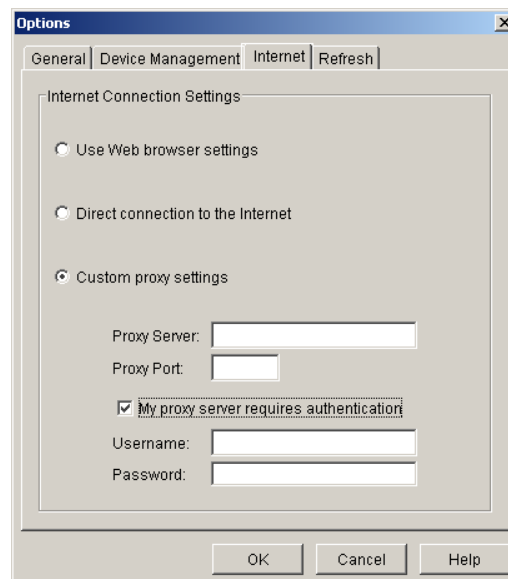 Options
General Device Management Internet Refresh
Internet Connection Settings
Use Web browser settings
Direct connection to the Internet
Custom proxy settings
Proxy Server:
Proxy Port:
My proxy server requires authentication
Username:
Password:
OK Cancel Help